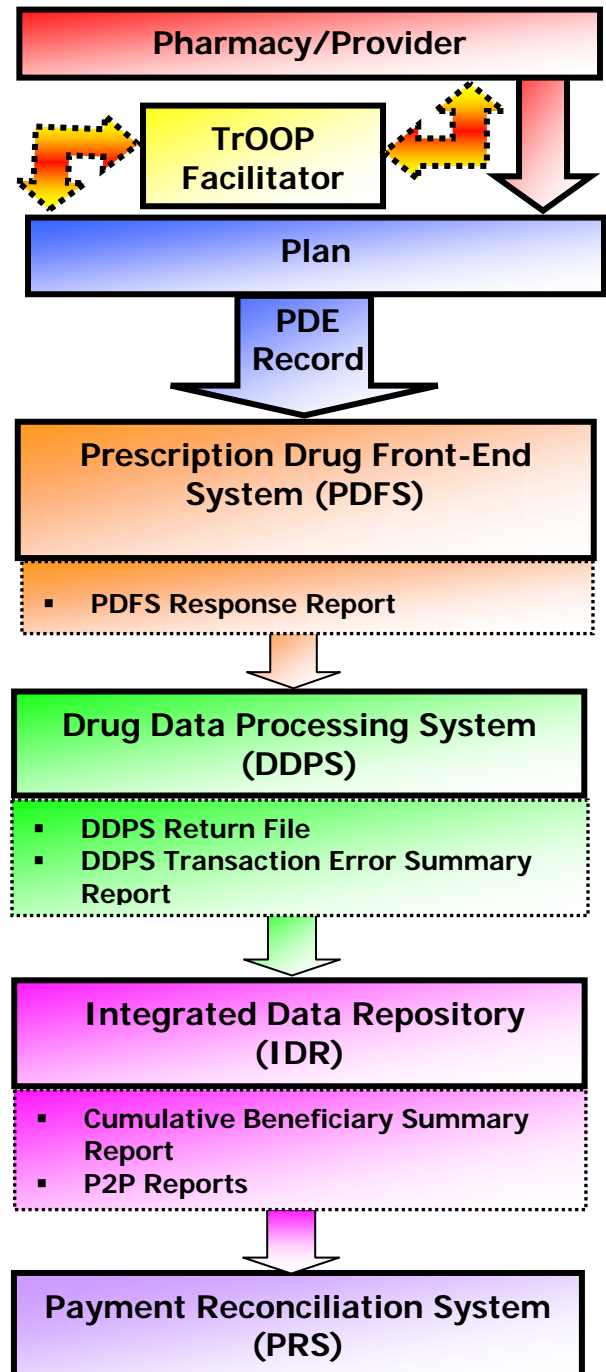 Pharmacy/Provider
TrOOP
Facilitator
Plan
PDE
Record
Prescription Drug Front-End
System (PDFS)
▪ PDFS Response Report
Drug Data Processing System
(DDPS)
▪ DDPS Return File
▪ DDPS Transaction Error Summary
Report
Integrated Data Repository
(IDR)
▪ Cumulative Beneficiary Summary
Report
▪ P2P Reports
Payment Reconciliation System
(PRS)